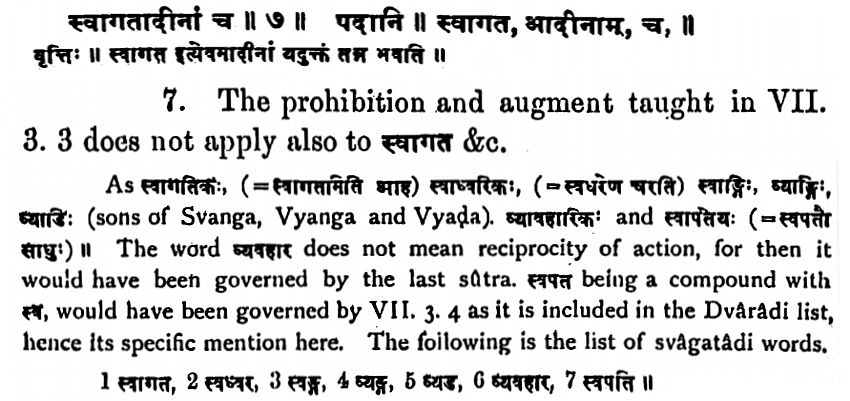 स्वागतादीनां च ॥ ७ ॥ पदानि ॥ स्वागत, आदीनाम्, च, ॥
वृत्तिः ॥ स्वागत इत्येवमादीनां यदुक्तं तन्न भवति ॥
7. The prohibition and augment taught in VII.
3. 3 does not apply also to स्वागत &c.
As स्वागतिकः, (=स्वागतमिति आह) स्वाध्वरिकः, (=स्वध्वरेण चरति) स्वाङ्गिः, व्याङ्गिः,
व्याडिः (sons of Svanga, Vyanga and Vyaḍa). व्यावहारिकः and स्वापतेयः (=स्वपतौ
साधुः) ॥ The word व्यवहार does not mean reciprocity of action, for then it
would have been governed by the last sûtra. स्वपत being a compound with
स्व, would have been governed by VII. 3. 4 as it is included in the Dvârâdi list,
hence its specific mention here. The following is the list of svâgatâdi words.
1 स्वागत, 2 स्वध्वर, 3 स्वङ्ग, 4 व्यङ्ग, 5 व्यड, 6 व्यवहार, 7 स्वपति ॥